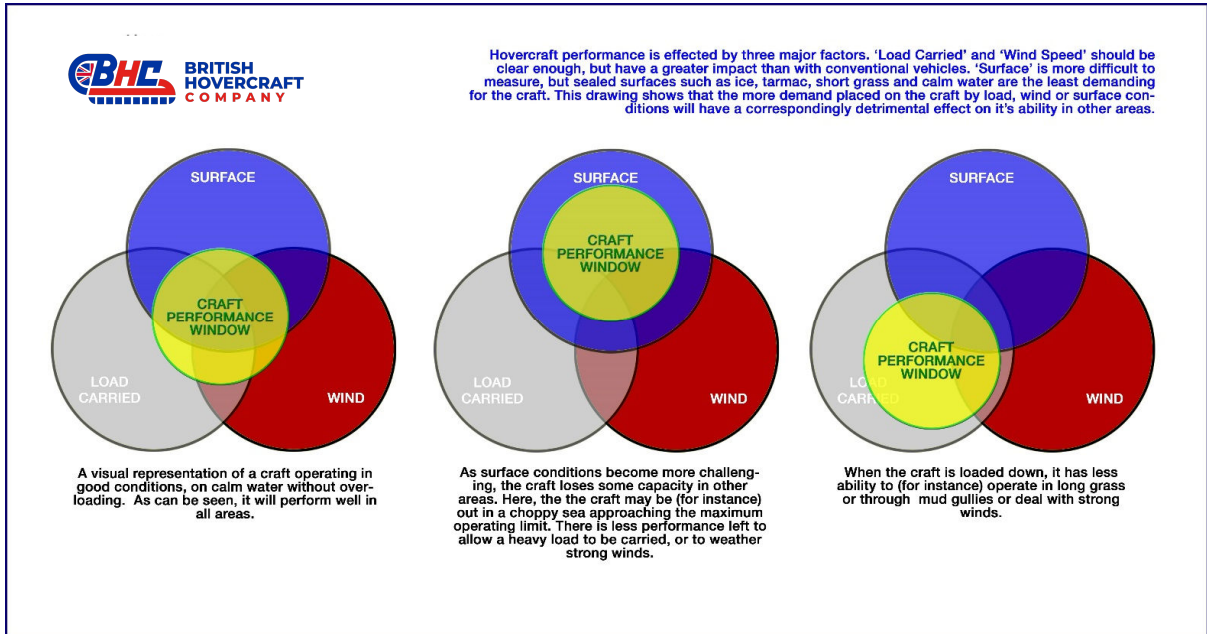 BHC
BRITISH
HOVERCRAFT
COMPANY
Hovercraft performance is effected by three major factors. ‘Load Carried’ and ‘Wind Speed’ should be
clear enough, but have a greater impact than with conventional vehicles. ‘Surface’ is more difficult to
measure, but sealed surfaces such as ice, tarmac, short grass and calm water are the least demanding
for the craft. This drawing shows that the more demand placed on the craft by load, wind or surface con-
ditions will have a correspondingly detrimental effect on it’s ability in other areas.
SURFACE
CRAFT
PERFORMANCE
WINDOW
LOAD
CARRIED
WIND
A visual representation of a craft operating in
good conditions, on calm water without over-
loading. As can be seen, it will perform well in
all areas.
SURFACE
CRAFT
PERFORMANCE
WINDOW
LOAD
CARRIED
WIND
As surface conditions become more challeng-
ing, the craft loses some capacity in other
areas. Here, the the craft may be (for instance)
out in a choppy sea approaching the maximum
operating limit. There is less performance left to
allow a heavy load to be carried, or to weather
strong winds.
SURFACE
CRAFT
PERFORMANCE
WINDOW
LOAD
CARRIED
WIND
When the craft is loaded down, it has less
ability to (for instance) operate in long grass
or through mud gullies or deal with strong
winds.